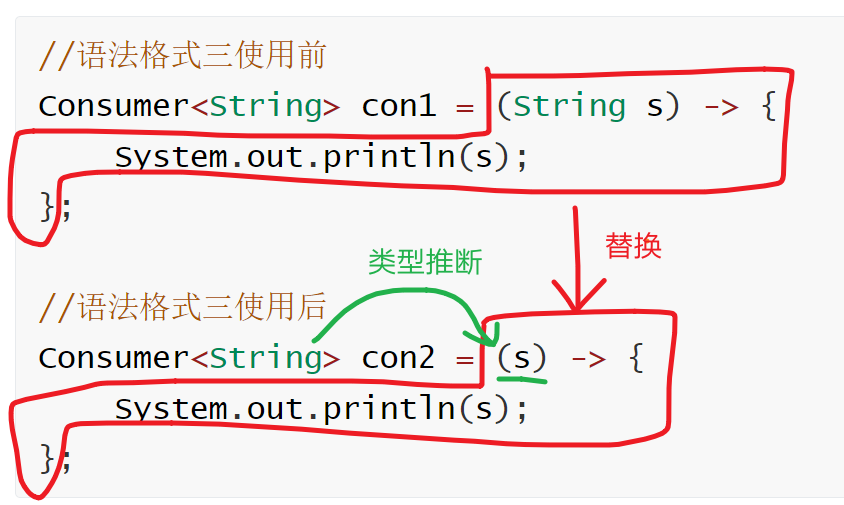 //语法格式三使用前
Consumer<String> con1 = (String s) -> {
    System.out.println(s);
};
替换
类型推断
//语法格式三使用后
Consumer<String> con2 = (s) -> {
    System.out.println(s);
};